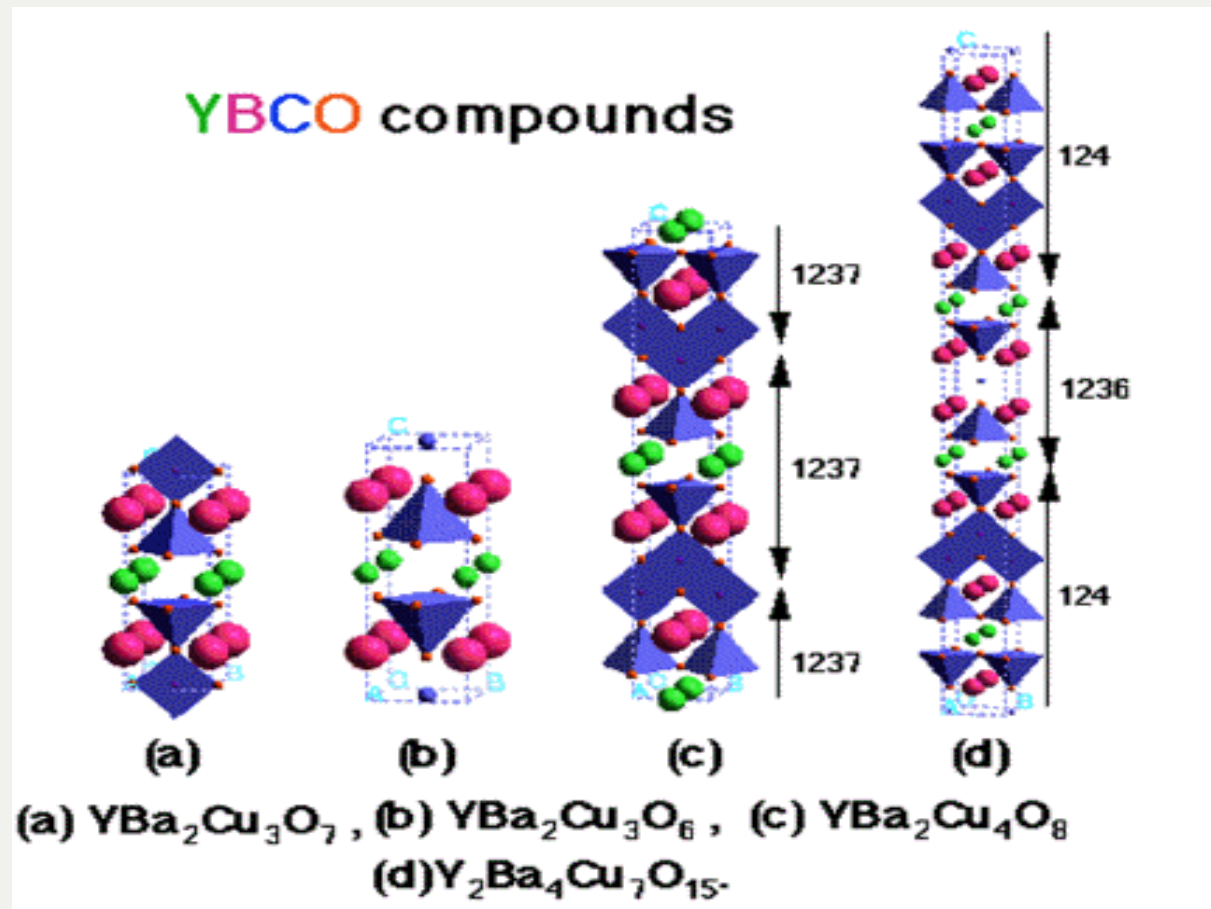 YBCO compounds
C
124
C
1237
1236
C
1237
124
1237
A
B
A
O
B
A
B
A
B
(a)
(b)
(c)
(d)
(a) YBa₂Cu₃O₇ , (b) YBa₂Cu₃O₆ , (c) YBa₂Cu₄O₈
(d)Y₂Ba₄Cu₇O₁₅.